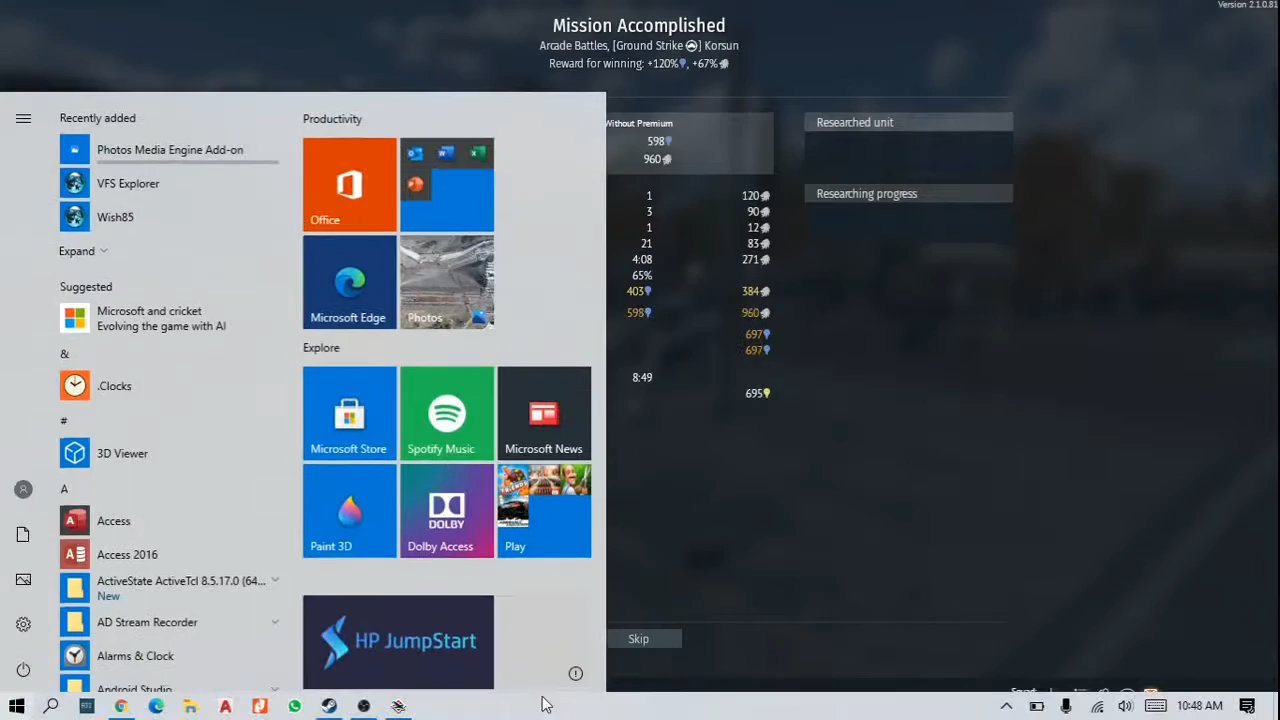 Version 2.1.0.81
Mission Accomplished
Arcade Battles, [Ground Strike] Korsun
Reward for winning: +120%, +67%
Recently added
Photos Media Engine Add-on
VFS Explorer
Wish85
Expand
Suggested
Microsoft and cricket
Evolving the game with AI
&
.Clocks
#
3D Viewer
A
Access
Access 2016
ActiveState ActiveTcl 8.5.17.0 (64...
New
AD Stream Recorder
Alarms & Clock
Android Studio
Productivity
Office
Microsoft Edge
Photos
Explore
Microsoft Store
Spotify Music
Microsoft News
Paint 3D
DOLBY
Dolby Access
Play
HP JumpStart
Without Premium
598
960
1 120
3 90
1 12
21 83
4:08 271
65%
403 384
598 960
697
697
8:49
695
Researched unit
Researching progress
Skip
10:48 AM